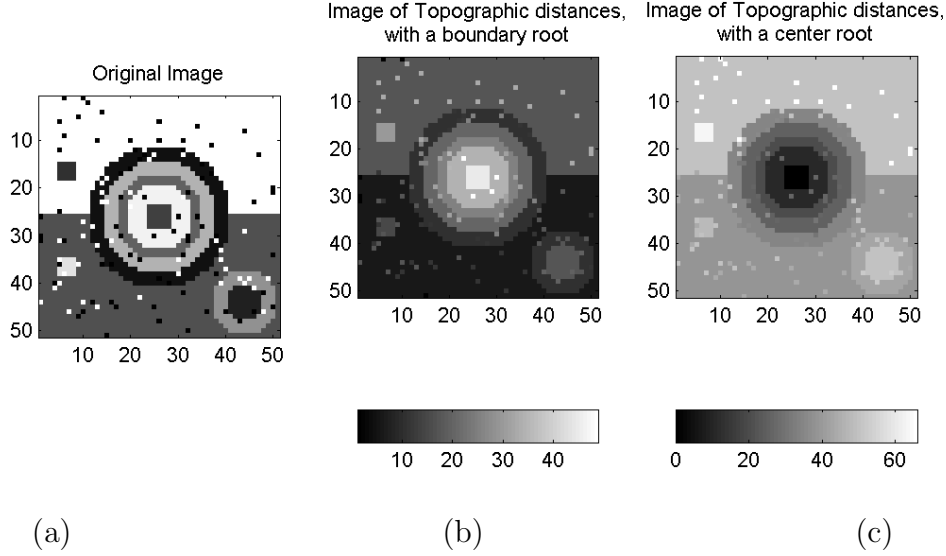 Original Image
10
20
30
40
50
10 20 30 40 50
Image of Topographic distances,
with a boundary root
10
20
30
40
50
10 20 30 40 50
10 20 30 40
Image of Topographic distances,
with a center root
10
20
30
40
50
10 20 30 40 50
0 20 40 60
(a) (b) (c)